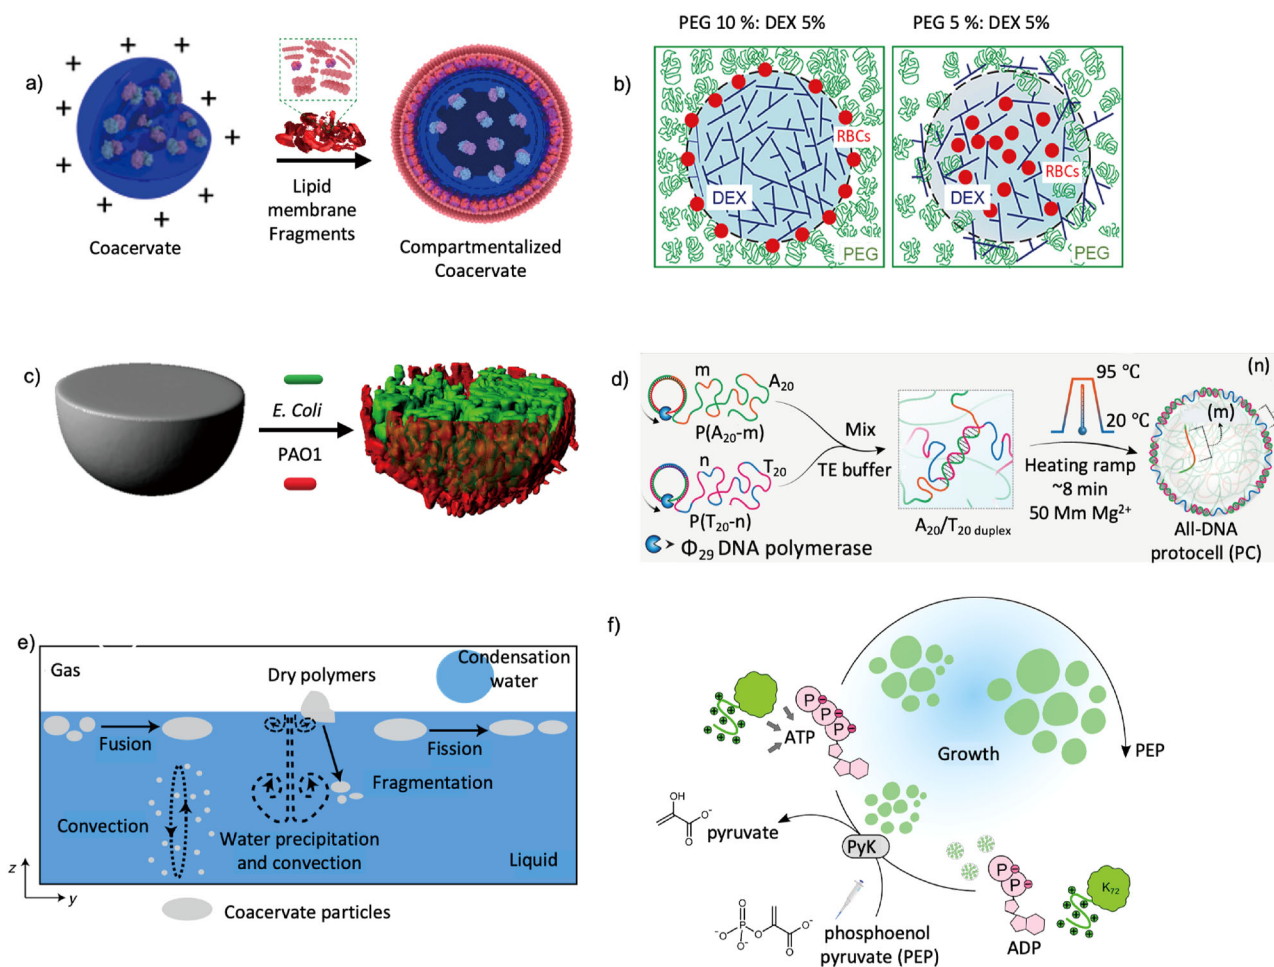 a)
Coacervate
Lipid
membrane
Fragments
Compartmentalized
Coacervate
b)
PEG 10 %: DEX 5%
PEG 5 %: DEX 5%
RBCs
DEX
PEG
RBCs
DEX
PEG
c)
E. Coli
PAO1
d)
m
A20
P(A20-m)
n
T20
P(T20-n)
Φ29 DNA polymerase
Mix
TE buffer
A20/T20 duplex
95 °C
20 °C
Heating ramp
~8 min
50 Mm Mg2+
(n)
(m)
All-DNA
protocell (PC)
e)
Gas
Dry polymers
Condensation
water
Fusion
Fission
Fragmentation
Convection
Water precipitation
and convection
Liquid
z
y
Coacervate particles
f)
P
P
P
ATP
Growth
PEP
OH
O-
O
pyruvate
PyK
P
P
K72
ADP
O
-O
P
O
O-
O-
O
phosphoenol
pyruvate (PEP)